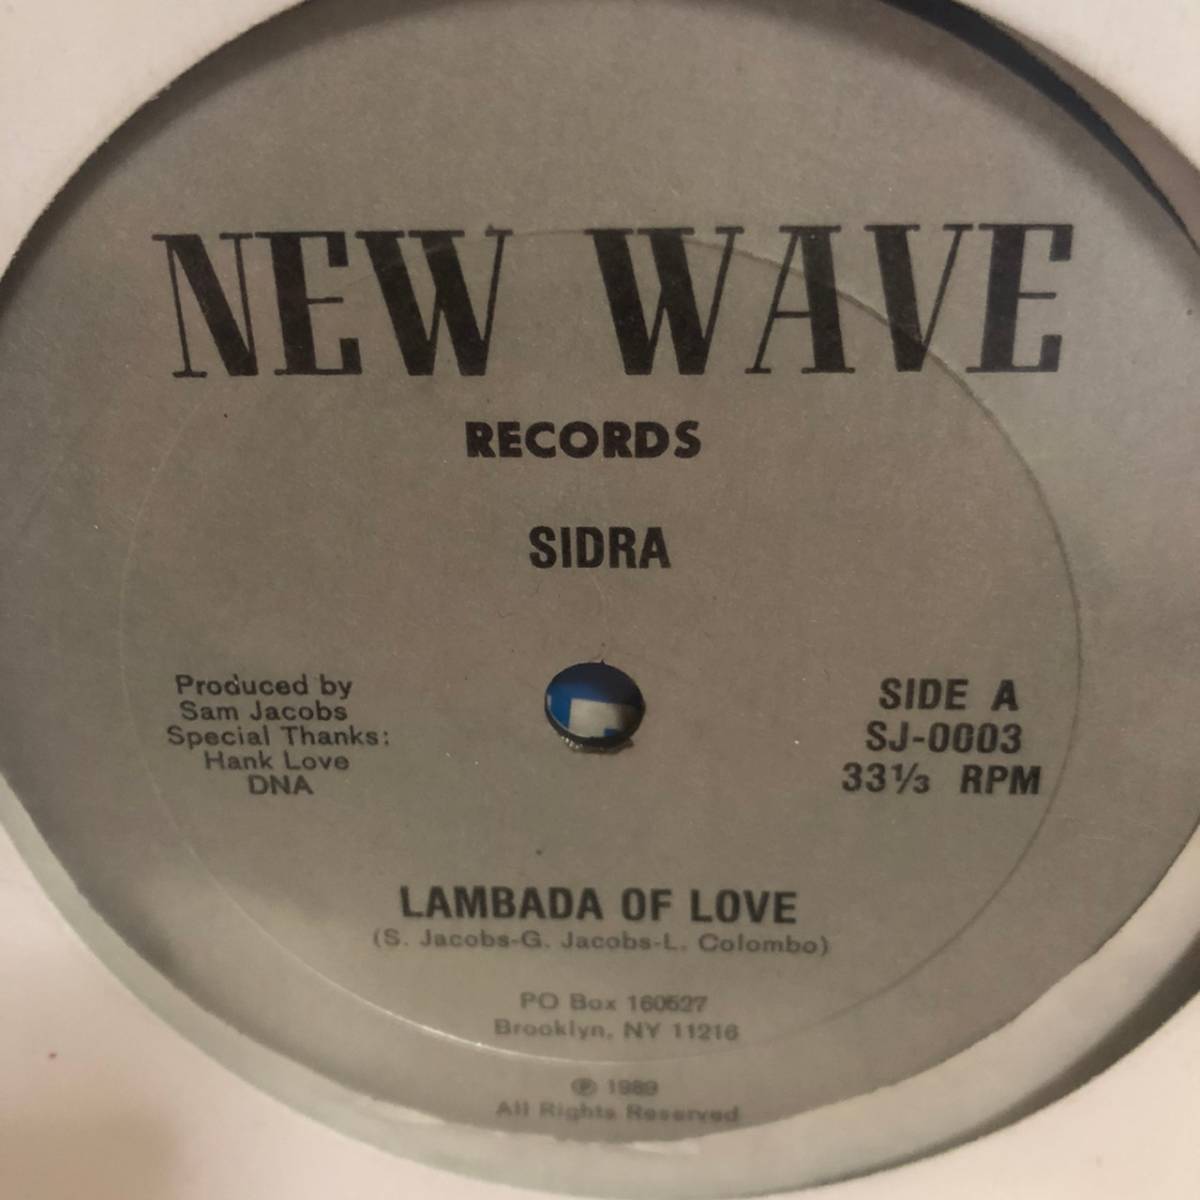 NEW WAVE
RECORDS
SIDRA
Produced by
Sam Jacobs
Special Thanks:
Hank Love
DNA
SIDE A
SJ-0003
33⅓ RPM
LAMBADA OF LOVE
(S. Jacobs-G. Jacobs-L. Colombo)
PO Box 160527
Brooklyn, NY 11216
℗ 1989
All Rights Reserved